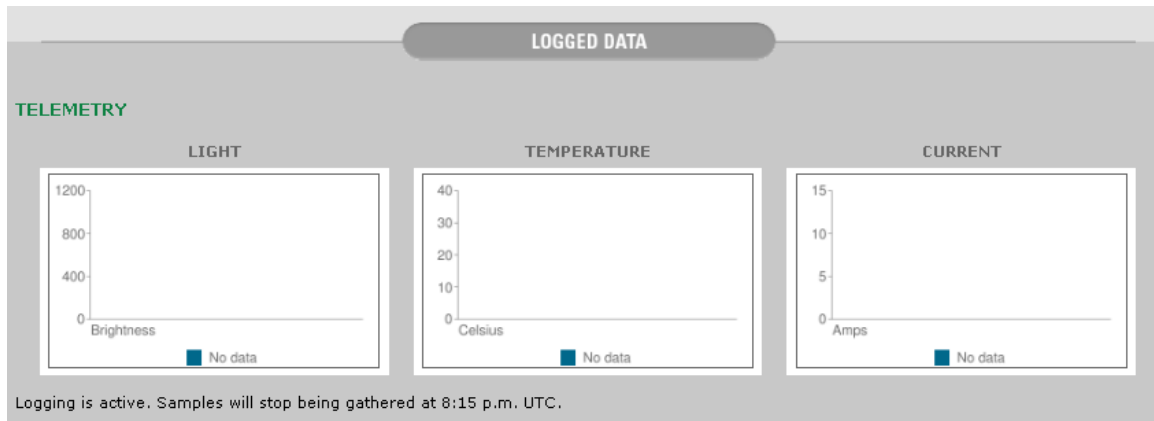 LOGGED DATA
TELEMETRY
LIGHT
1200
800
400
0
Brightness
No data
TEMPERATURE
40
30
20
10
0
Celsius
No data
CURRENT
15
10
5
0
Amps
No data
Logging is active. Samples will stop being gathered at 8:15 p.m. UTC.